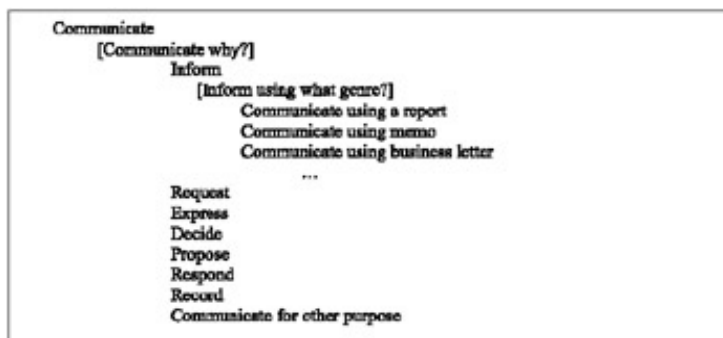 Communicate
[Communicate why?]
Inform
[Inform using what genre?]
Communicate using a report
Communicate using memo
Communicate using business letter
...
Request
Express
Decide
Propose
Respond
Record
Communicate for other purpose